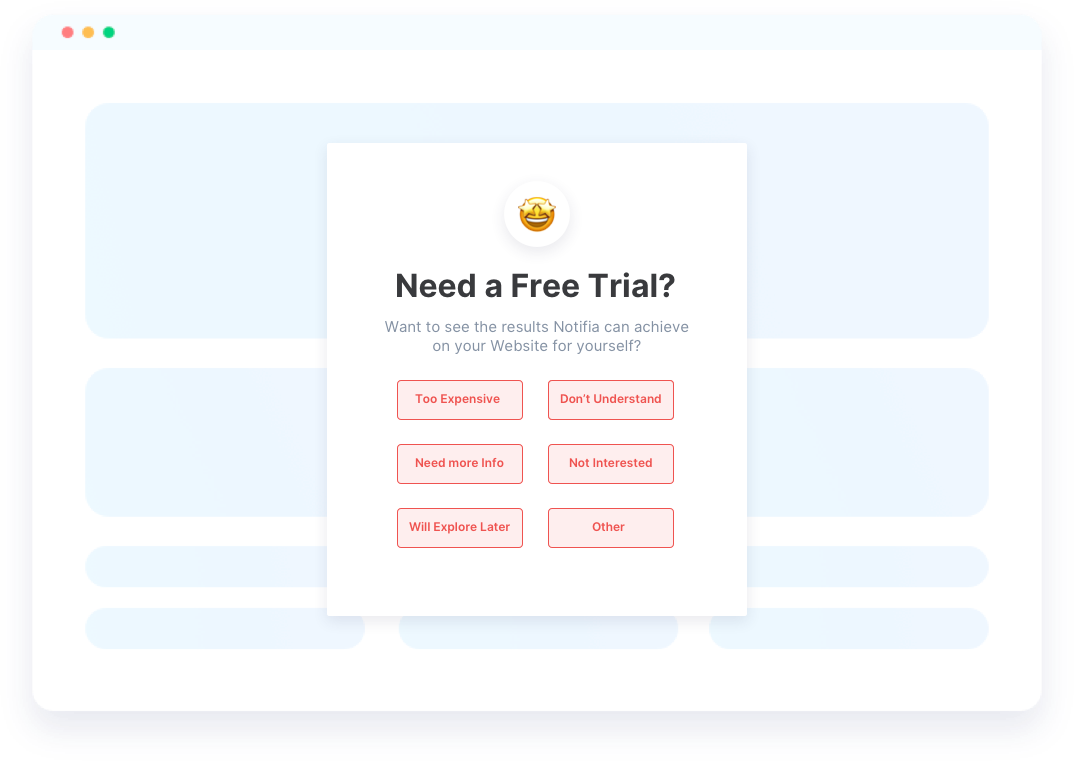 Need a Free Trial?
Want to see the results Notifia can achieve
on your Website for yourself?
Too Expensive
Don’t Understand
Need more Info
Not Interested
Will Explore Later
Other